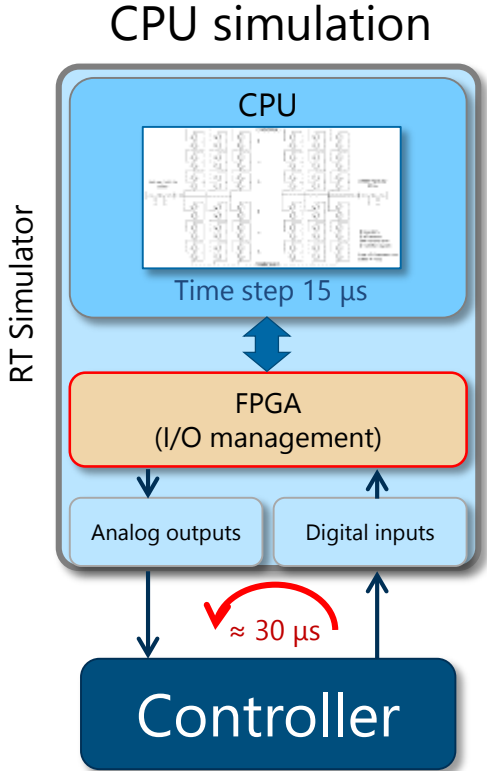 CPU simulation
RT Simulator
CPU
Time step 15 µs
FPGA
(I/O management)
Analog outputs
Digital inputs
≈ 30 µs
Controller